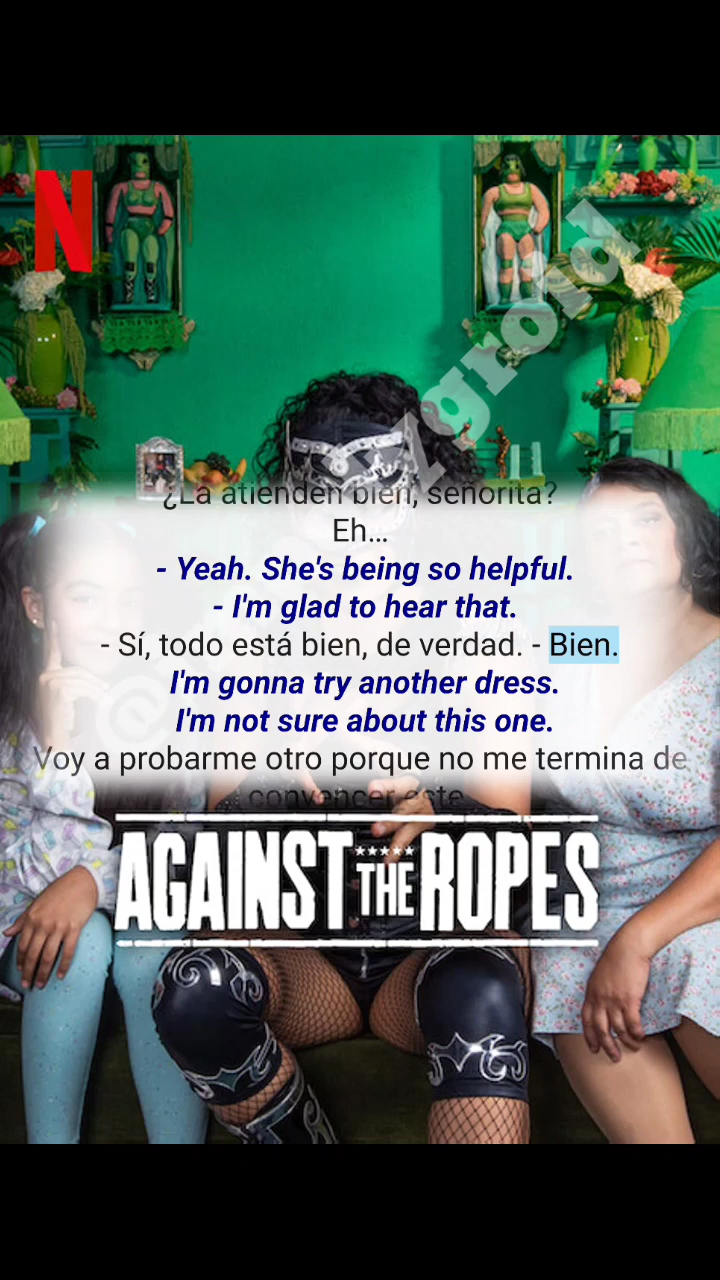 N
¿La atienden bien, señorita?
Eh...
- Yeah. She's being so helpful.
- I'm glad to hear that.
- Sí, todo está bien, de verdad. - Bien.
I'm gonna try another dress.
I'm not sure about this one.
Voy a probarme otro porque no me termina de
convencer este
AGAINST THE ROPES